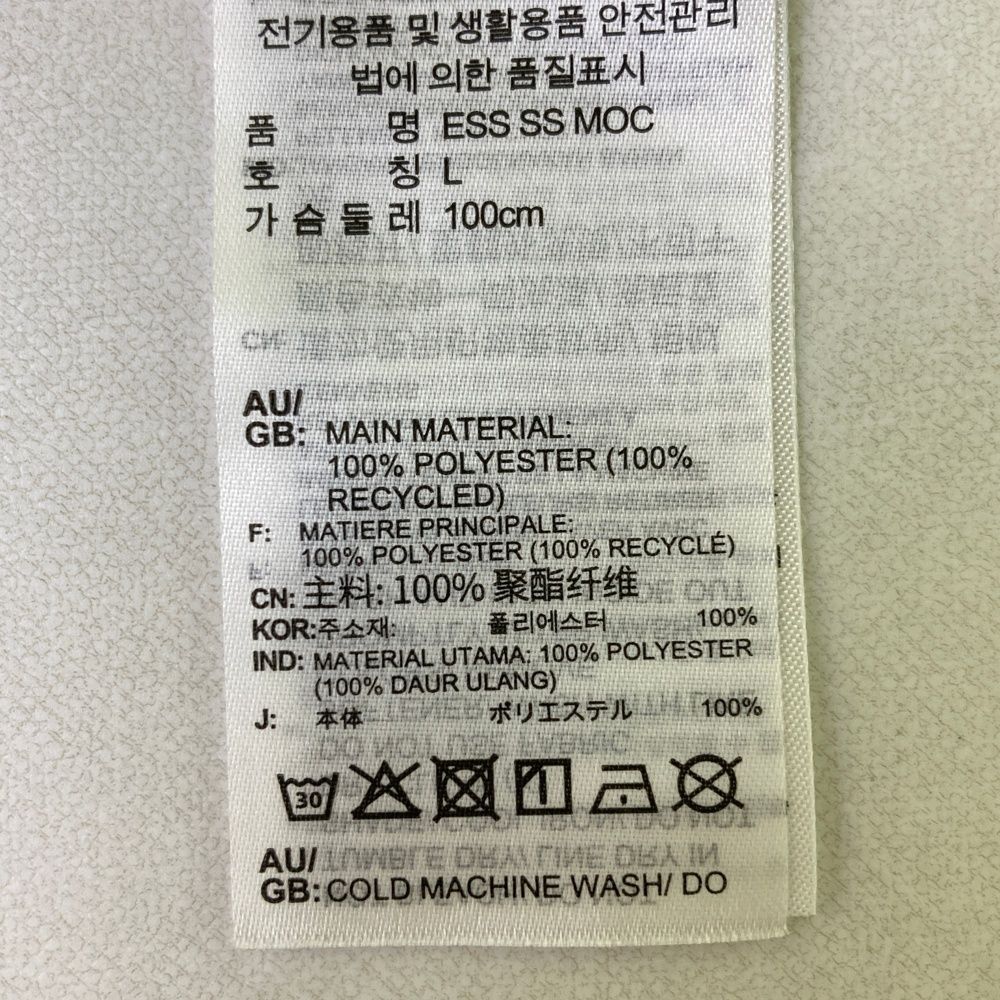 전기용품 및 생활용품 안전관리
법에 의한 품질표시
품 명 ESS SS MOC
호 칭 L
가 슴 둘 레 100cm
AU/
GB: MAIN MATERIAL:
100% POLYESTER (100%
RECYCLED)
F: MATIERE PRINCIPALE:
100% POLYESTER (100% RECYCLÉ)
CN: 主料: 100% 聚酯纤维
KOR:주소재: 폴리에스터 100%
IND: MATERIAL UTAMA: 100% POLYESTER
(100% DAUR ULANG)
J: 本体 ポリエステル 100%
30
AU/
GB: COLD MACHINE WASH/ DO